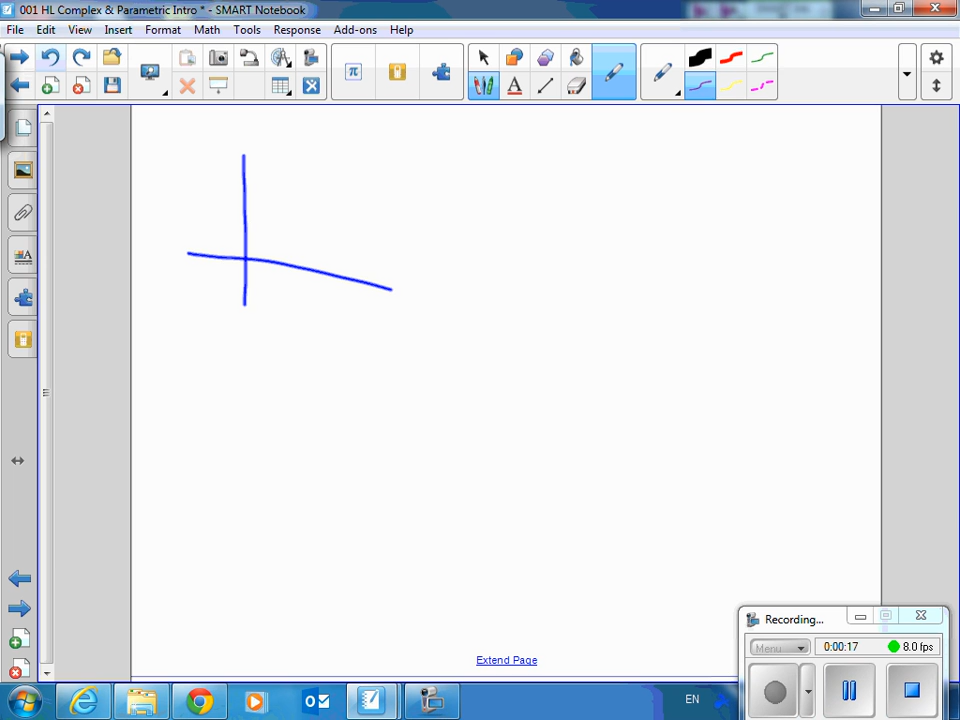 001 HL Complex & Parametric Intro * - SMART Notebook
File Edit View Insert Format Math Tools Response Add-ons Help
π
A
Extend Page
Recording...
Menu 0:00:17 8.0 fps
EN